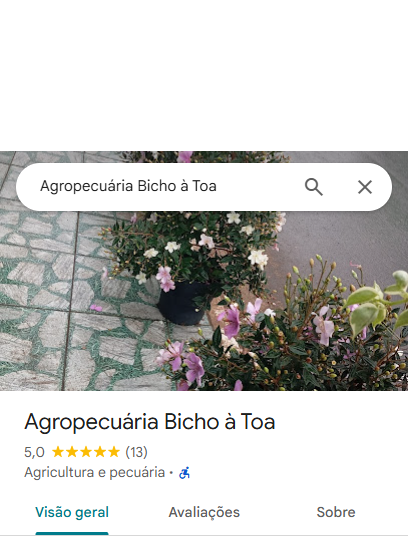 Agropecuária Bicho à Toa
Agropecuária Bicho à Toa
5,0 ★★★★★ (13)
Agricultura e pecuária ·
Visão geral Avaliações Sobre